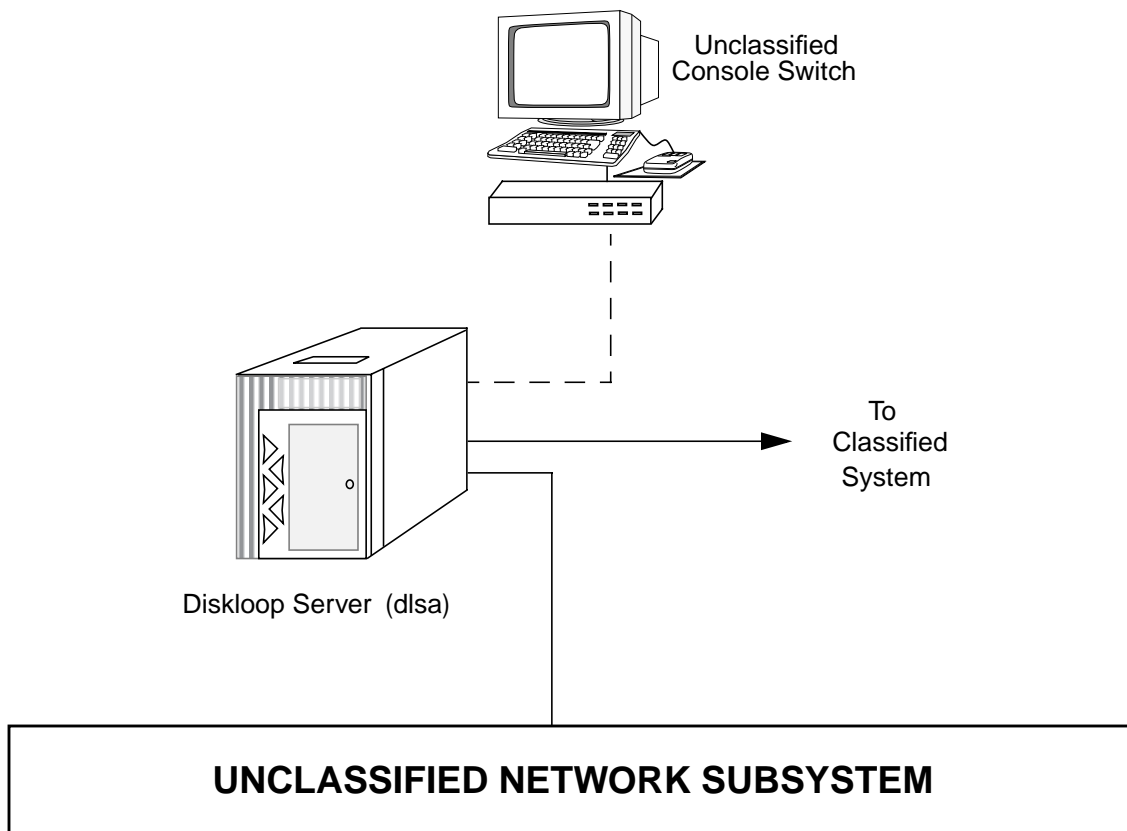 Unclassified
Console Switch
To
Classified
System
Diskloop Server (dlsa)
UNCLASSIFIED NETWORK SUBSYSTEM